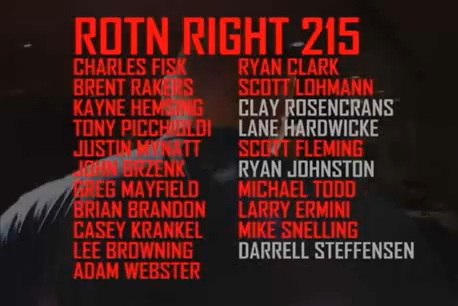 ROTN RIGHT 215
CHARLES FISK
BRENT RAKERS
KAYNE HEMSING
TONY PICCHIOLDI
JUSTIN MYNATT
JOHN BRZENK
GREG MAYFIELD
BRIAN BRANDON
CASEY KRANKEL
LEE BROWNING
ADAM WEBSTER
RYAN CLARK
SCOTT LOHMANN
CLAY ROSENCRANS
LANE HARDWICKE
SCOTT FLEMING
RYAN JOHNSTON
MICHAEL TODD
LARRY ERMINI
MIKE SNELLING
DARRELL STEFFENSEN